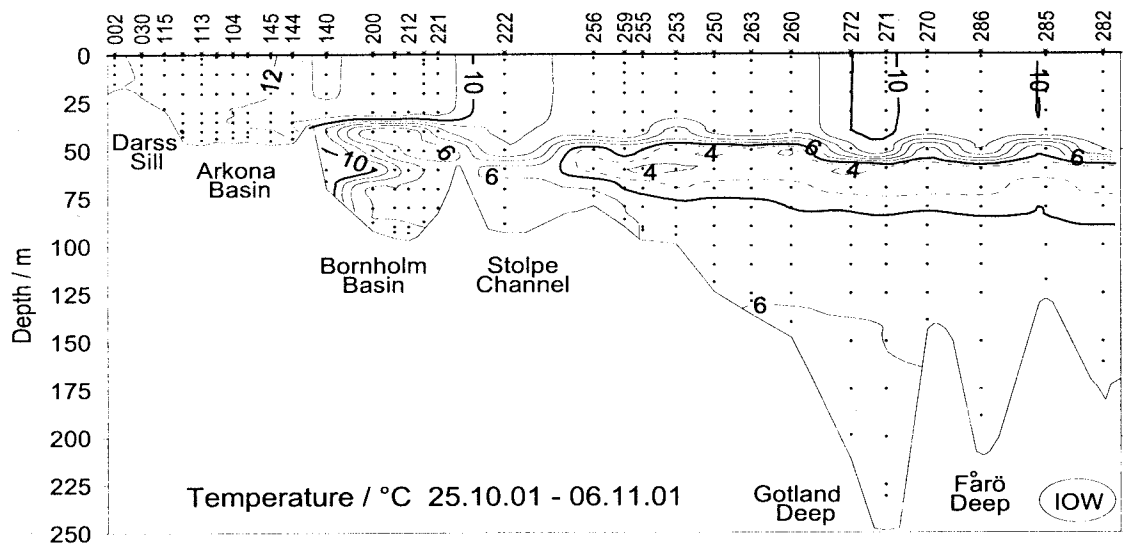 002 030 115 113 104 145 144 140 200 212 221 222 256 259 255 253 250 263 260 272 271 270 286 285 282
0
25
50
75
100
125
150
175
200
225
250
Depth / m
12
10
10
10
10
6
6
6
6
6
4
4
4
Darss
Sill
Arkona
Basin
Bornholm
Basin
Stolpe
Channel
Gotland
Deep
Fårö
Deep
Temperature / °C 25.10.01 - 06.11.01
IOW